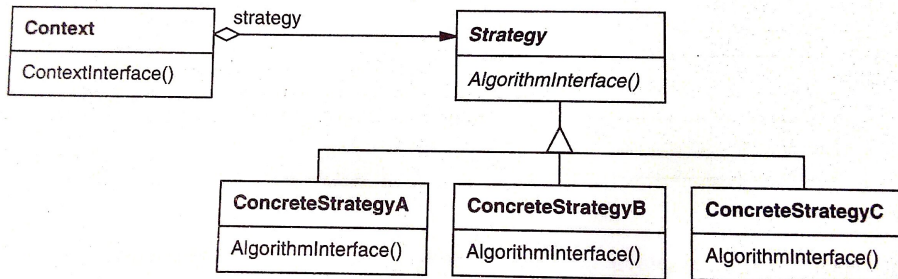 Context
ContextInterface()
strategy
Strategy
AlgorithmInterface()
ConcreteStrategyA
AlgorithmInterface()
ConcreteStrategyB
AlgorithmInterface()
ConcreteStrategyC
AlgorithmInterface()